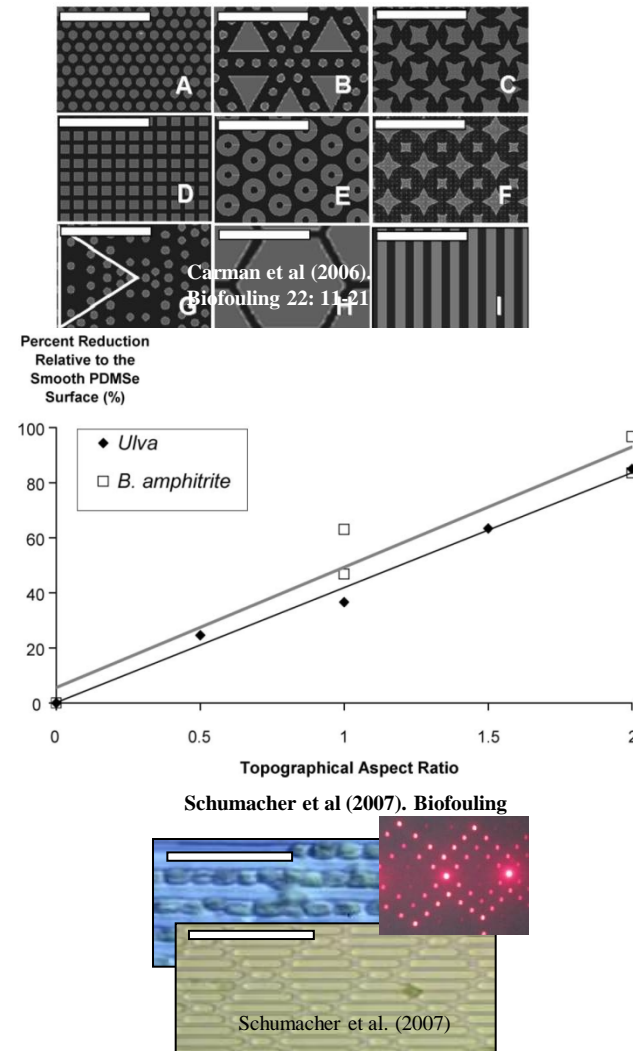 A
B
C
D
E
F
G
H
I
Carman et al (2006).
Biofouling 22: 11-21
Percent Reduction
Relative to the
Smooth PDMSe
Surface (%)
100
80
60
40
20
0
Ulva
B. amphitrite
0
0.5
1
1.5
2
Topographical Aspect Ratio
Schumacher et al (2007). Biofouling
Schumacher et al. (2007)